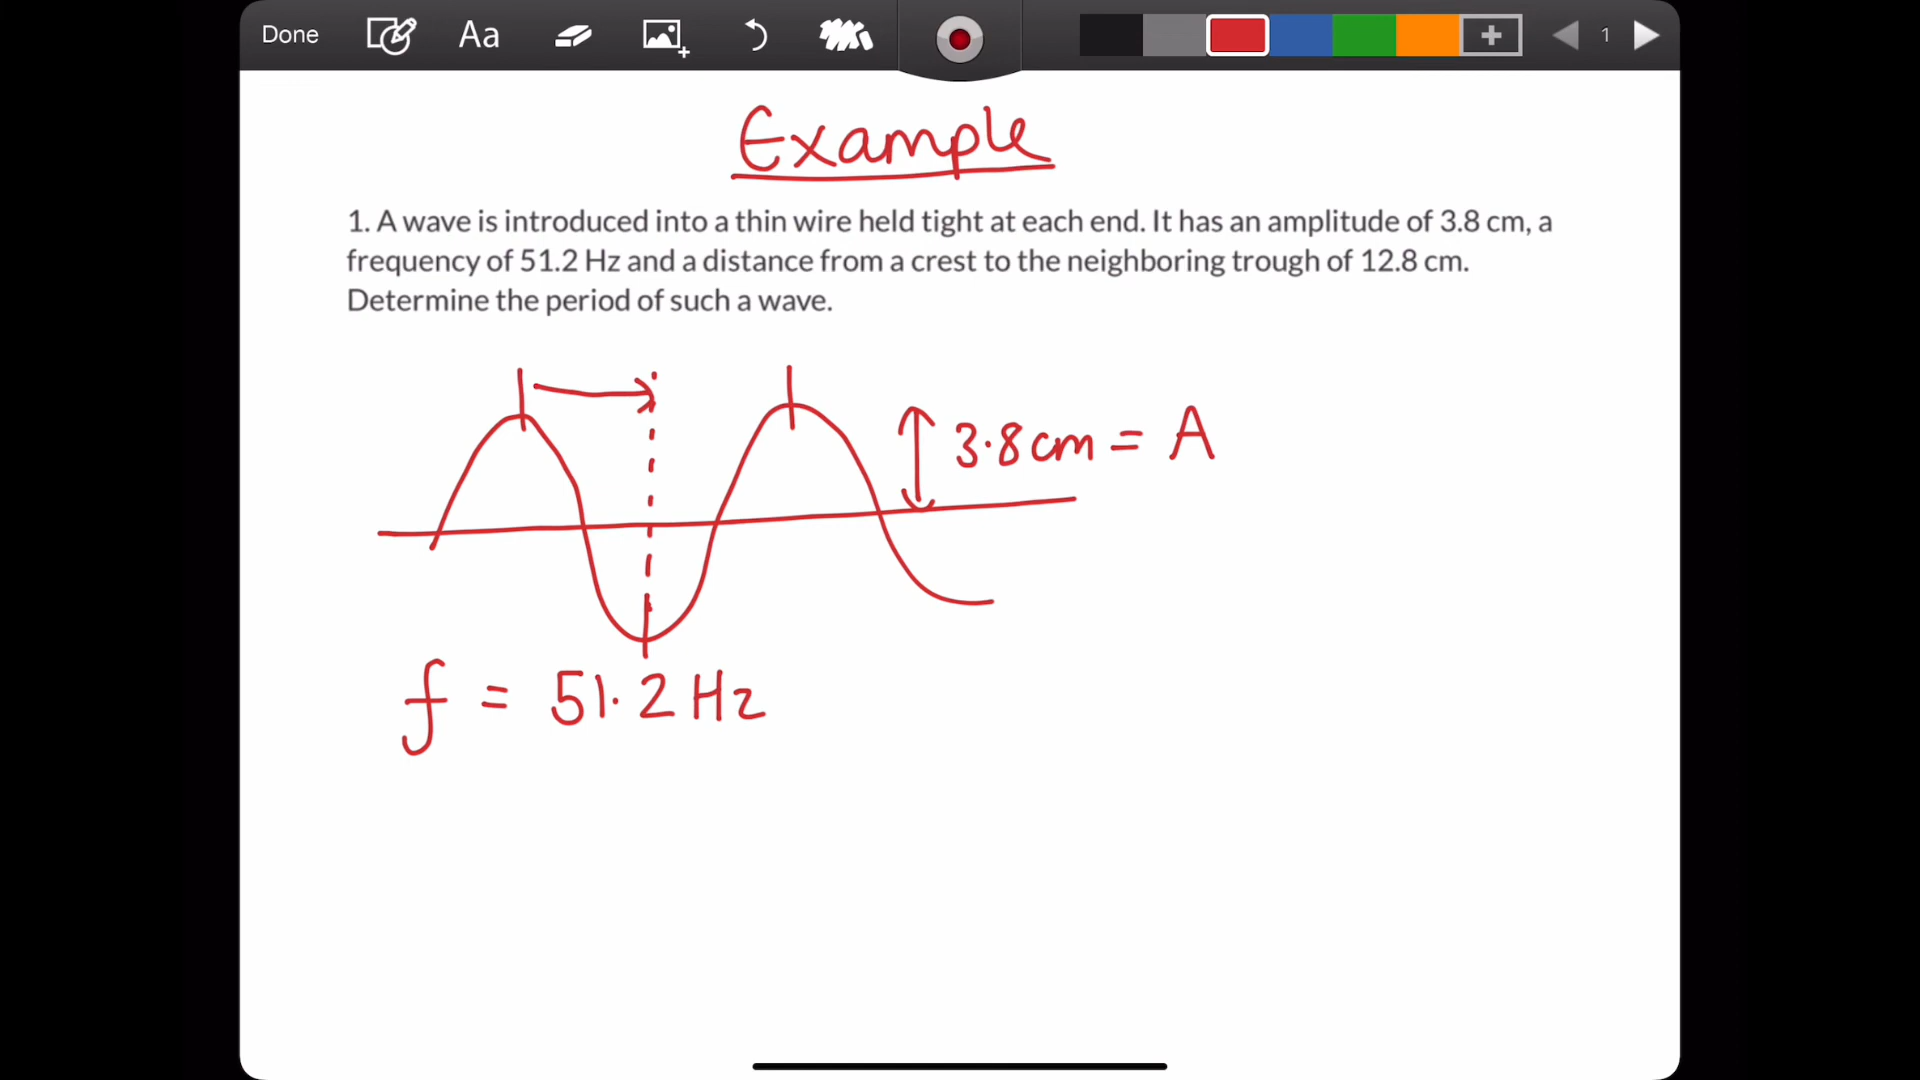 Done Aa 1
Example
1. A wave is introduced into a thin wire held tight at each end. It has an amplitude of 3.8 cm, a
frequency of 51.2 Hz and a distance from a crest to the neighboring trough of 12.8 cm.
Determine the period of such a wave.
3.8cm = A
f = 51.2 Hz